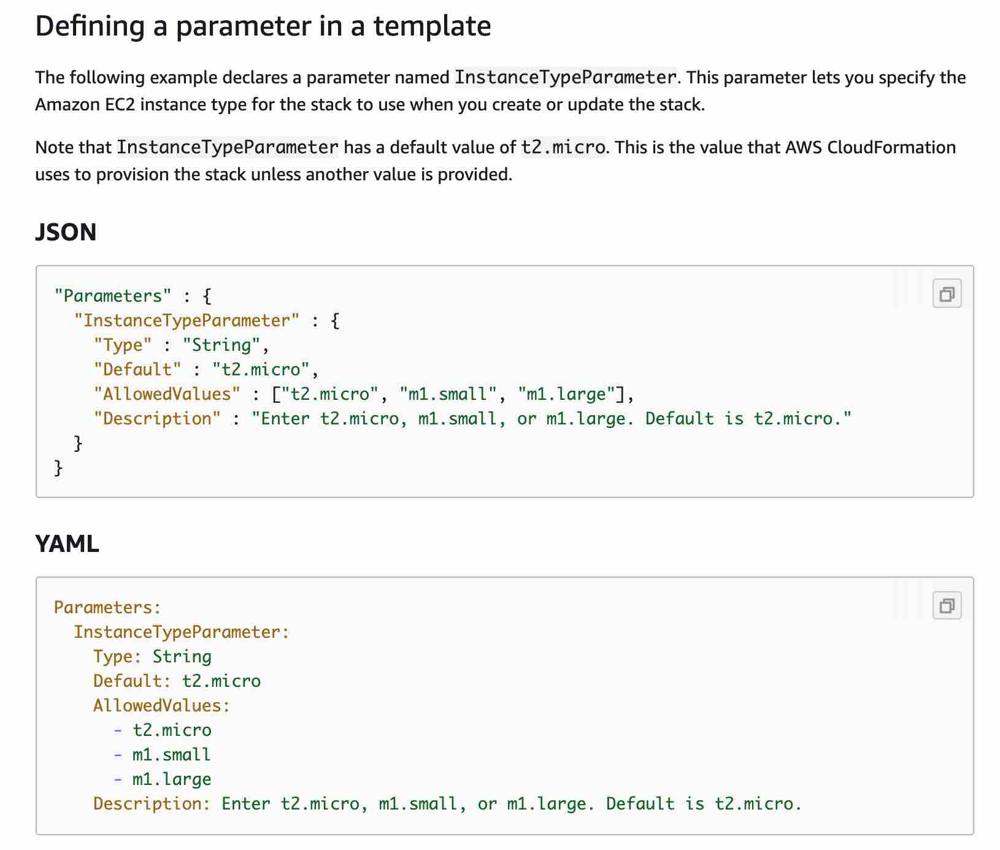 Defining a parameter in a template
The following example declares a parameter named InstanceTypeParameter. This parameter lets you specify the
Amazon EC2 instance type for the stack to use when you create or update the stack.
Note that InstanceTypeParameter has a default value of t2.micro. This is the value that AWS CloudFormation
uses to provision the stack unless another value is provided.
JSON
"Parameters" : {
  "InstanceTypeParameter" : {
    "Type" : "String",
    "Default" : "t2.micro",
    "AllowedValues" : ["t2.micro", "m1.small", "m1.large"],
    "Description" : "Enter t2.micro, m1.small, or m1.large. Default is t2.micro."
  }
}
YAML
Parameters:
  InstanceTypeParameter:
    Type: String
    Default: t2.micro
    AllowedValues:
      - t2.micro
      - m1.small
      - m1.large
    Description: Enter t2.micro, m1.small, or m1.large. Default is t2.micro.